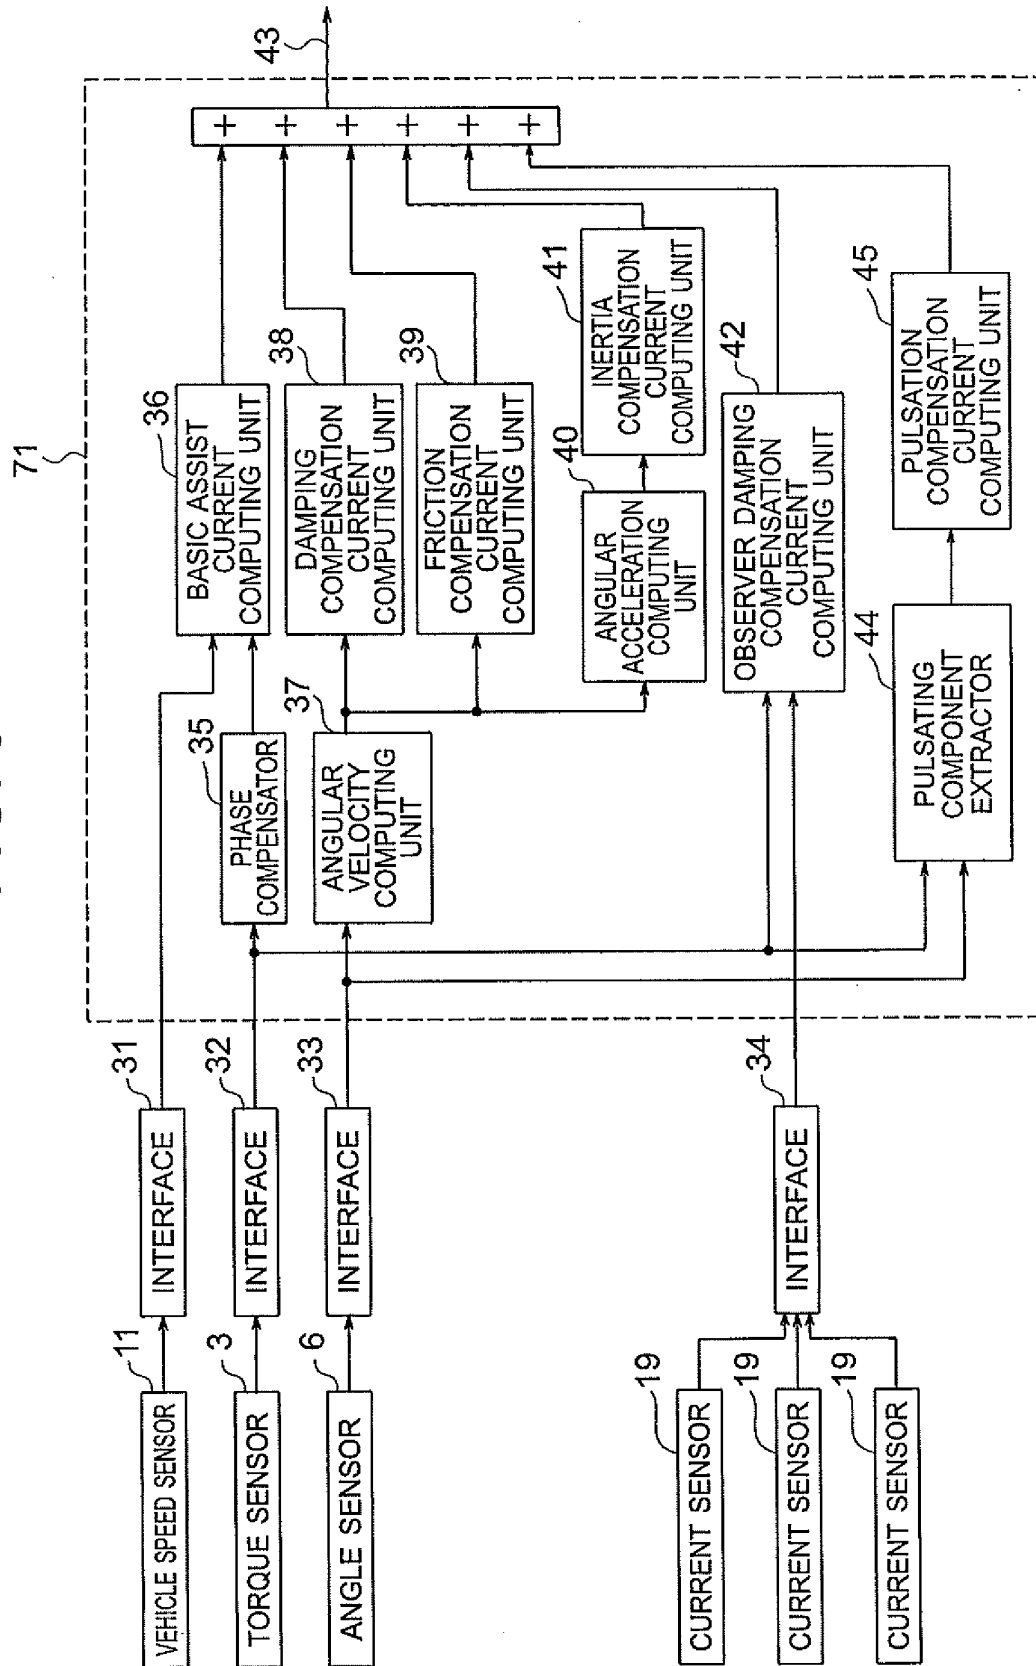 71
43
VEHICLE SPEED SENSOR
11
INTERFACE
31
BASIC ASSIST
CURRENT
COMPUTING UNIT
36
+
+
+
+
+
+
TORQUE SENSOR
3
INTERFACE
32
PHASE
COMPENSATOR
35
DAMPING
COMPENSATION
CURRENT
COMPUTING UNIT
38
ANGLE SENSOR
6
INTERFACE
33
ANGULAR
VELOCITY
COMPUTING
UNIT
37
FRICTION
COMPENSATION
CURRENT
COMPUTING UNIT
39
ANGULAR
ACCELERATION
COMPUTING
UNIT
40
INERTIA
COMPENSATION
CURRENT
COMPUTING UNIT
41
CURRENT SENSOR
19
CURRENT SENSOR
19
CURRENT SENSOR
19
INTERFACE
34
OBSERVER DAMPING
COMPENSATION
CURRENT
COMPUTING UNIT
42
PULSATING
COMPONENT
EXTRACTOR
44
PULSATION
COMPENSATION
CURRENT
COMPUTING UNIT
45